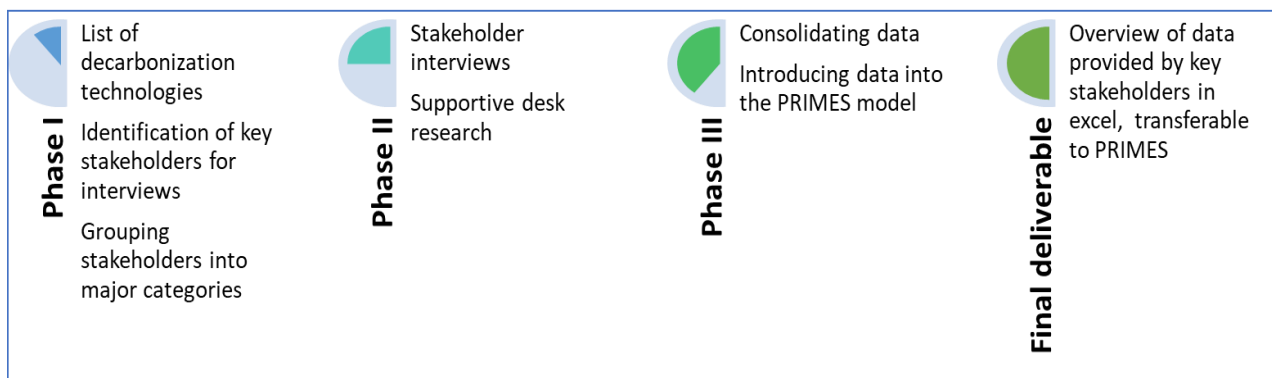 Phase I
List of
decarbonization
technologies
Identification of key
stakeholders for
interviews
Grouping
stakeholders into
major categories
Phase II
Stakeholder
interviews
Supportive desk
research
Phase III
Consolidating data
Introducing data into
the PRIMES model
Final deliverable
Overview of data
provided by key
stakeholders in
excel, transferable
to PRIMES